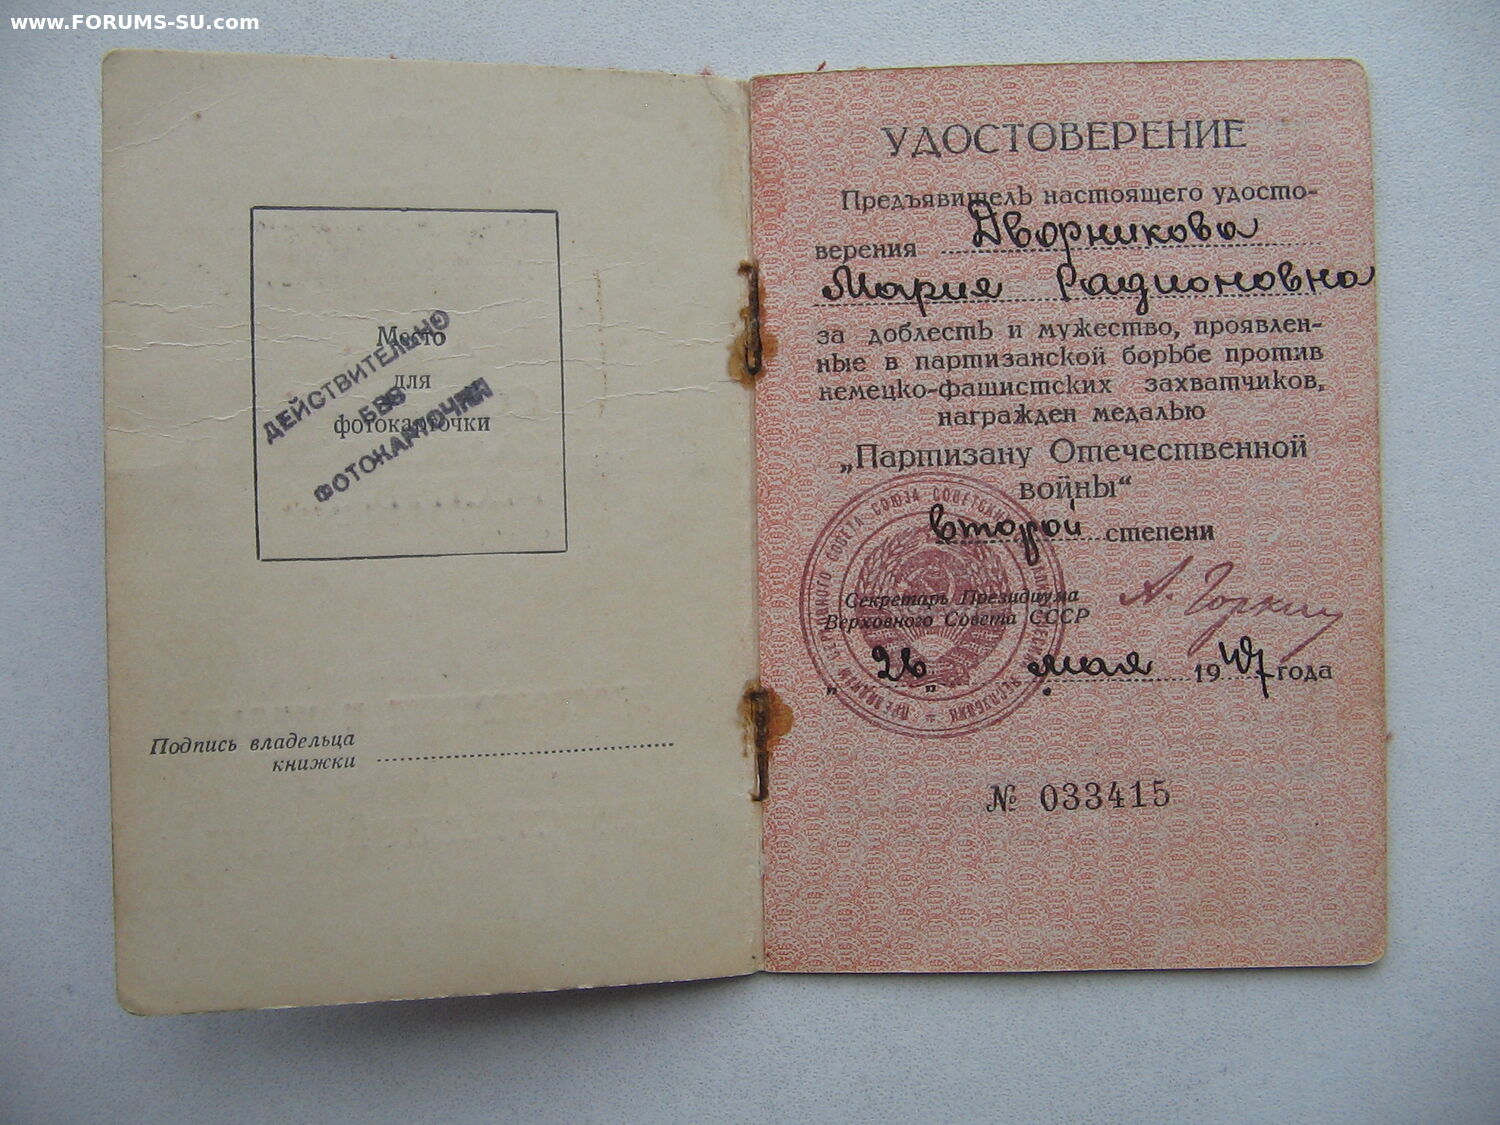 www.FORUMS-SU.com
Место
для
фотокарточки
ДЕЙСТВИТЕЛЬНО
БЕЗ
ФОТОКАРТОЧКИ
Подпись владельца
книжки
УДОСТОВЕРЕНИЕ
Предъявитель настоящего удосто-
верения Дворникова
Мария Радионовна
за доблесть и мужество, проявлен-
ные в партизанской борьбе против
немецко-фашистских захватчиков,
награжден медалью
„Партизану Отечественной
войны“
второй степени
Секретарь Президиума
Верховного Совета СССР
А. Горкин
„26„ мая 1947 года
№ 033415